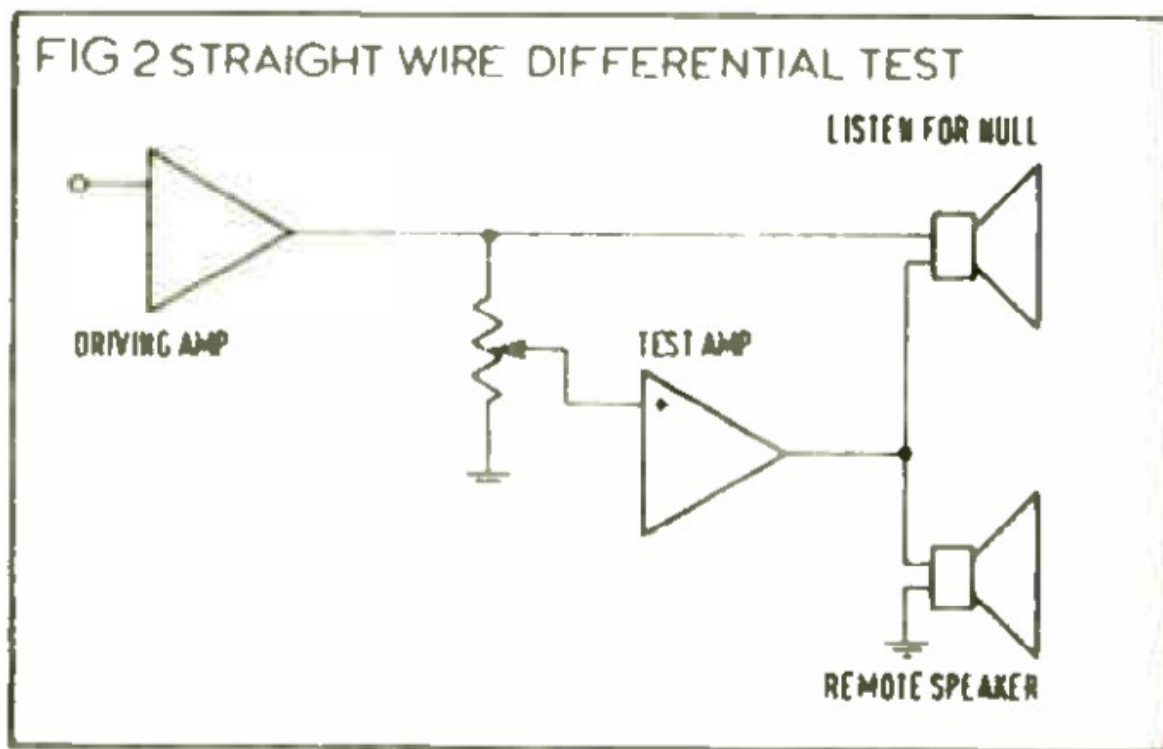 FIG 2 STRAIGHT WIRE DIFFERENTIAL TEST
LISTEN FOR NULL
DRIVING AMP
TEST AMP
REMOTE SPEAKER